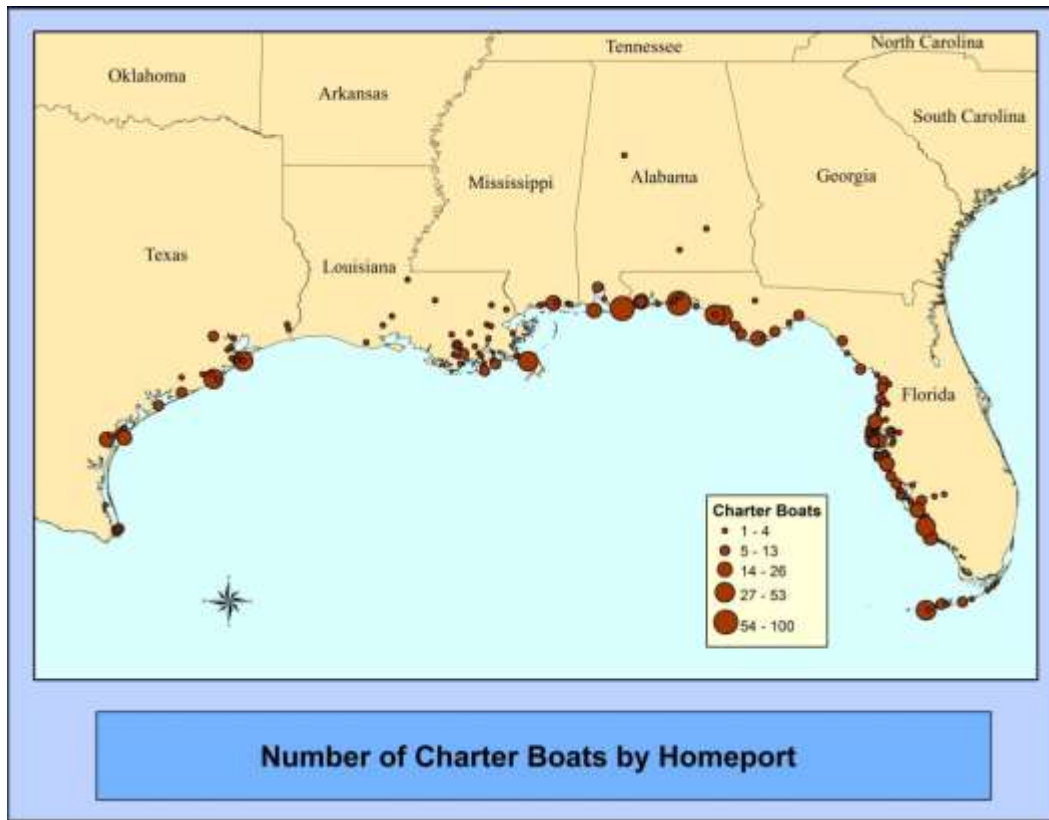 Tennessee
North Carolina
Oklahoma
Arkansas
South Carolina
Mississippi
Alabama
Georgia
Texas
Louisiana
Florida
Charter Boats
1 - 4
5 - 13
14 - 26
27 - 53
54 - 100
Number of Charter Boats by Homeport